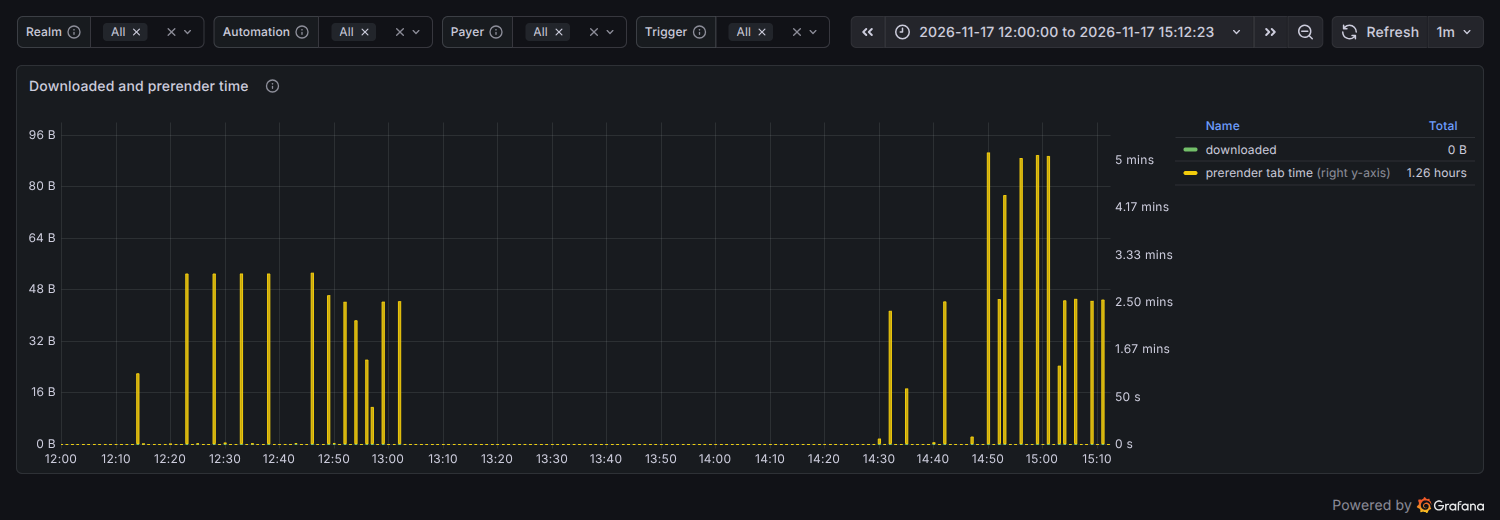 Realm All Automation All Payer All Trigger All 2026-11-17 12:00:00 to 2026-11-17 15:12:23 Refresh 1m
Downloaded and prerender time
96 B
80 B
64 B
48 B
32 B
16 B
0 B
5 mins
4.17 mins
3.33 mins
2.50 mins
1.67 mins
50 s
0 s
12:00 12:10 12:20 12:30 12:40 12:50 13:00 13:10 13:20 13:30 13:40 13:50 14:00 14:10 14:20 14:30 14:40 14:50 15:00 15:10
Name Total
downloaded 0 B
prerender tab time (right y-axis) 1.26 hours
Powered by Grafana